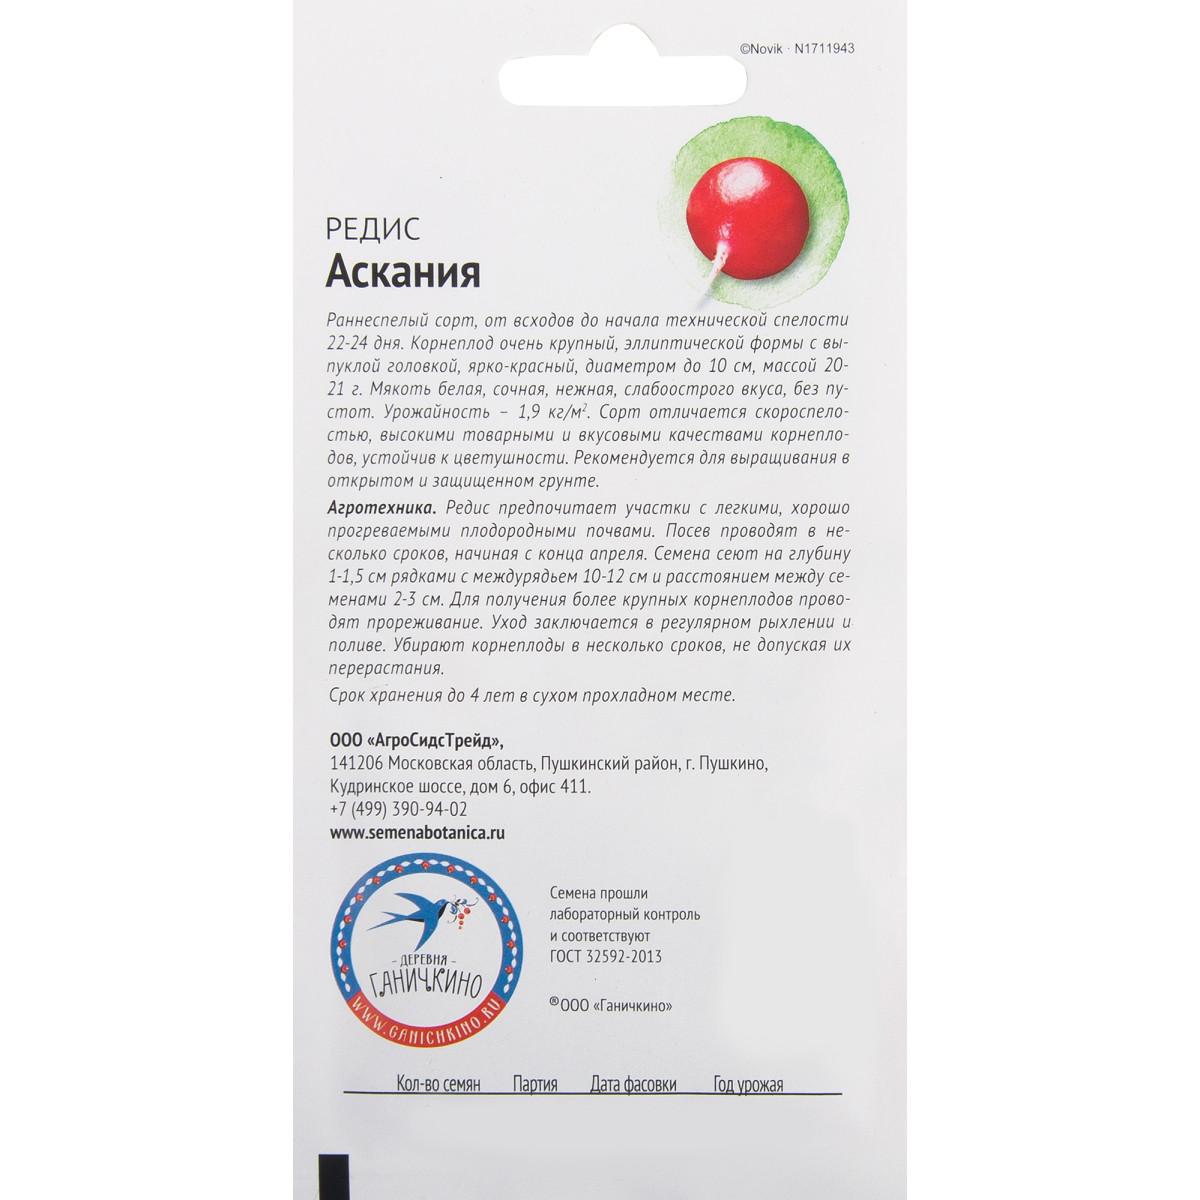 ©Novik · N1711943
РЕДИС
Аскания
Раннеспелый сорт, от всходов до начала технической спелости
22-24 дня. Корнеплод очень крупный, эллиптической формы с вы-
пуклой головкой, ярко-красный, диаметром до 10 см, массой 20-
21 г. Мякоть белая, сочная, нежная, слабоострого вкуса, без пу-
стот. Урожайность – 1,9 кг/м². Сорт отличается скороспело-
стью, высокими товарными и вкусовыми качествами корнепло-
дов, устойчив к цветушности. Рекомендуется для выращивания в
открытом и защищенном грунте.
Агротехника. Редис предпочитает участки с легкими, хорошо
прогреваемыми плодородными почвами. Посев проводят в не-
сколько сроков, начиная с конца апреля. Семена сеют на глубину
1-1,5 см рядками с междурядьем 10-12 см и расстоянием между се-
менами 2-3 см. Для получения более крупных корнеплодов прово-
дят прореживание. Уход заключается в регулярном рыхлении и
поливе. Убирают корнеплоды в несколько сроков, не допуская их
перерастания.
Срок хранения до 4 лет в сухом прохладном месте.
ООО «АгроСидсТрейд»,
141206 Московская область, Пушкинский район, г. Пушкино,
Кудринское шоссе, дом 6, офис 411.
+7 (499) 390-94-02
www.semenabotanica.ru
- ДЕРЕВНЯ -
ГАНИЧКИНО
WWW.GANICHKINO.RU
Семена прошли
лабораторный контроль
и соответствуют
ГОСТ 32592-2013
®ООО «Ганичкино»
Кол-во семян Партия Дата фасовки Год урожая